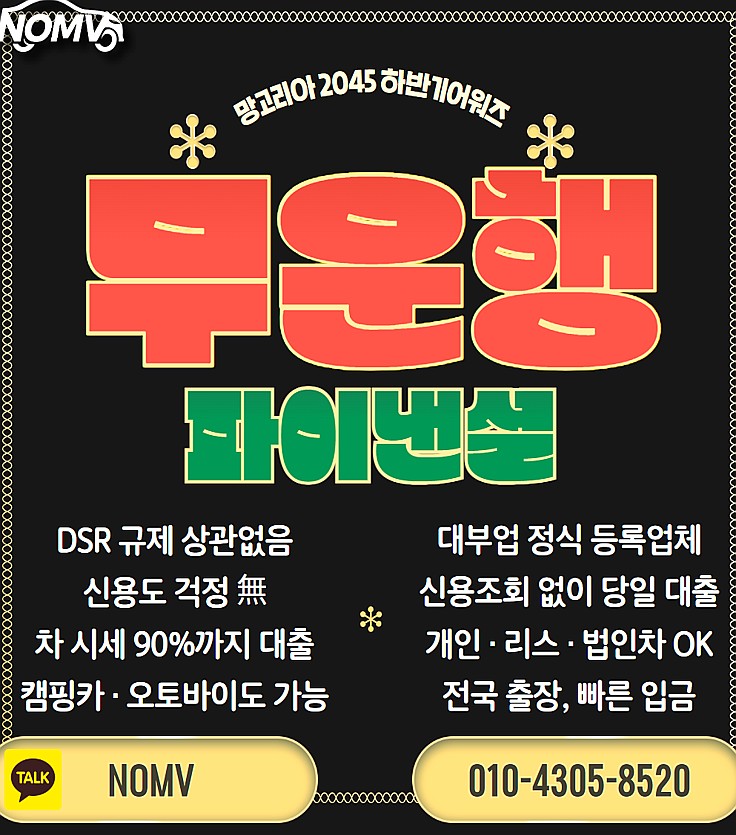 NOMV
망고리아 2045 하반기어워즈
무운행
파이낸셜
DSR 규제 상관없음
신용도 걱정 無
차 시세 90%까지 대출
캠핑카 · 오토바이도 가능
대부업 정식 등록업체
신용조회 없이 당일 대출
개인 · 리스 · 법인차 OK
전국 출장, 빠른 입금
TALK
NOMV
010-4305-8520